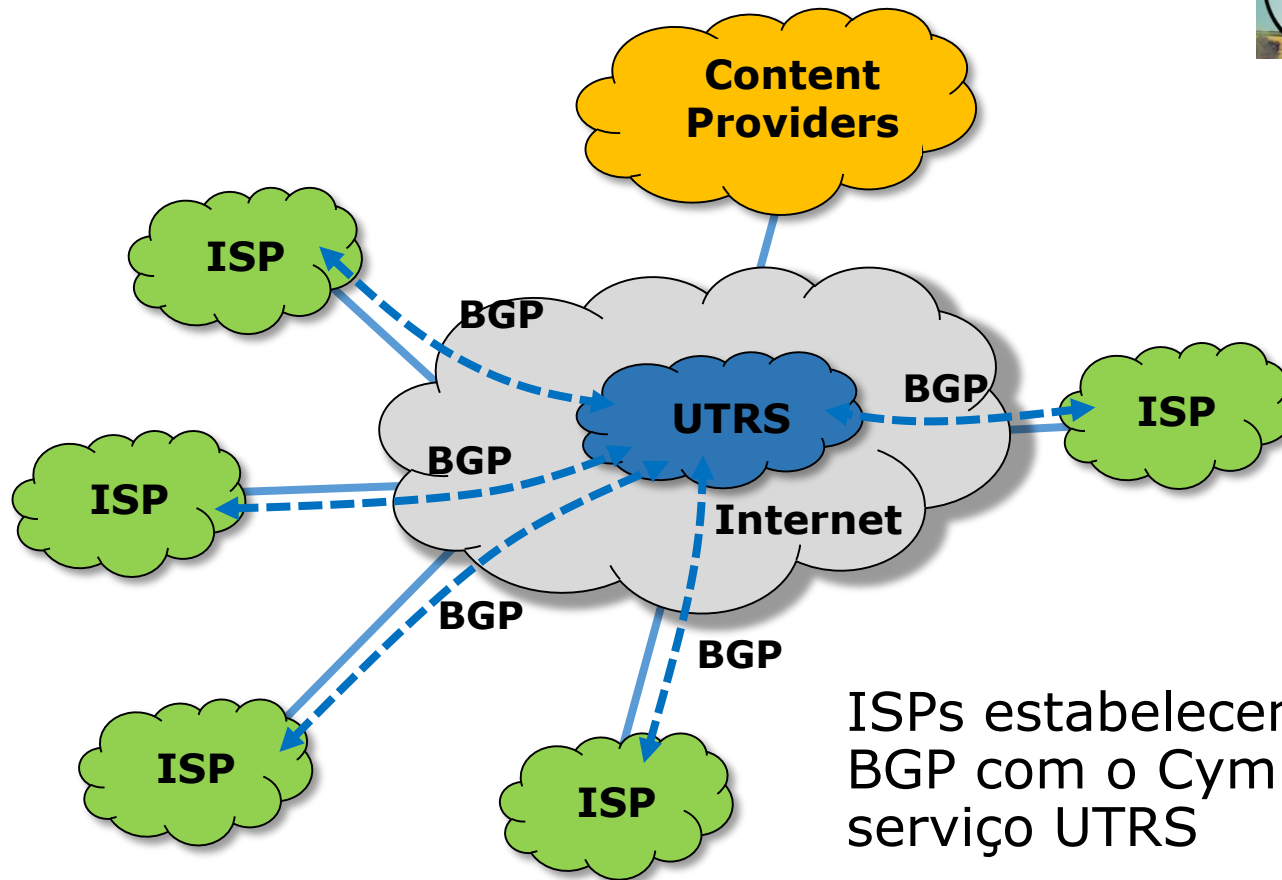 Content
Providers
ISP
BGP
BGP
ISP
UTRS
BGP
ISP
Internet
BGP
BGP
ISPs estabelecem
BGP com o Cym
serviço UTRS
ISP
ISP